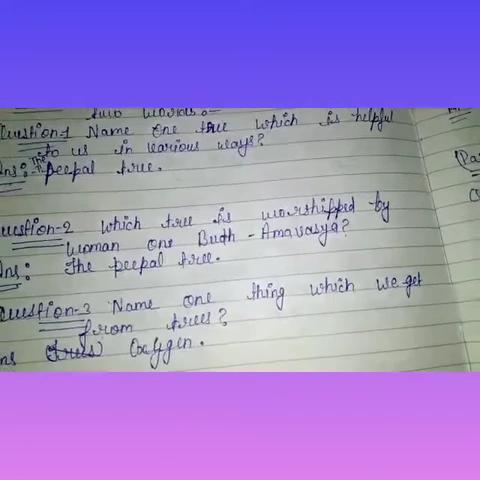 two words:-
Question-1 Name one tree which is helpful
to us in various ways?
Ans: The peepal tree.
Question-2 which tree is worshipped by
woman one Budh - Amavasya?
Ans: The peepal tree.
Question-3 Name one thing which we get
from trees?
Ans Oxygen.